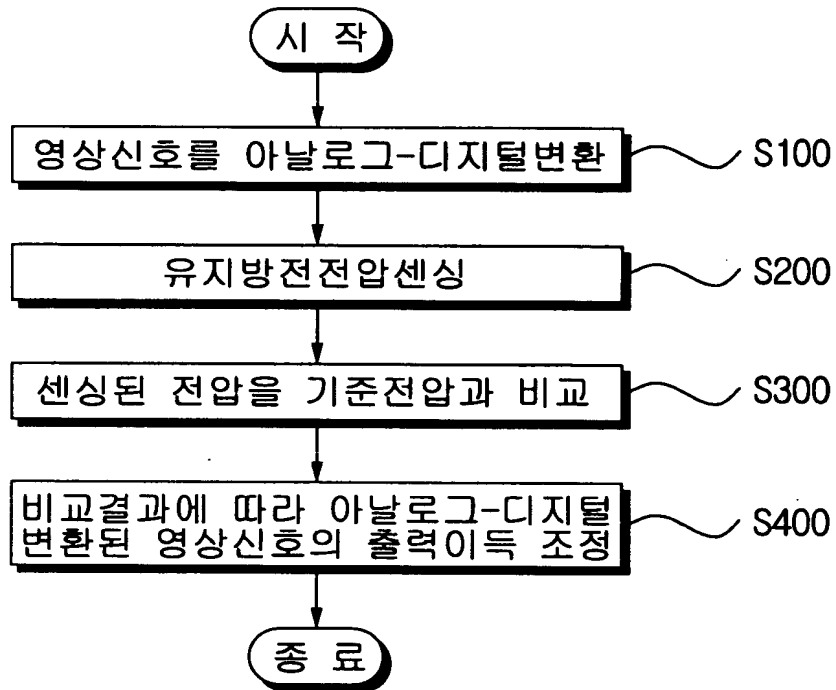 시 작
영상신호를 아날로그-디지털변환
S100
유지방전전압센싱
S200
센싱된 전압을 기준전압과 비교
S300
비교결과에 따라 아날로그-디지털
변환된 영상신호의 출력이득 조정
S400
종 료